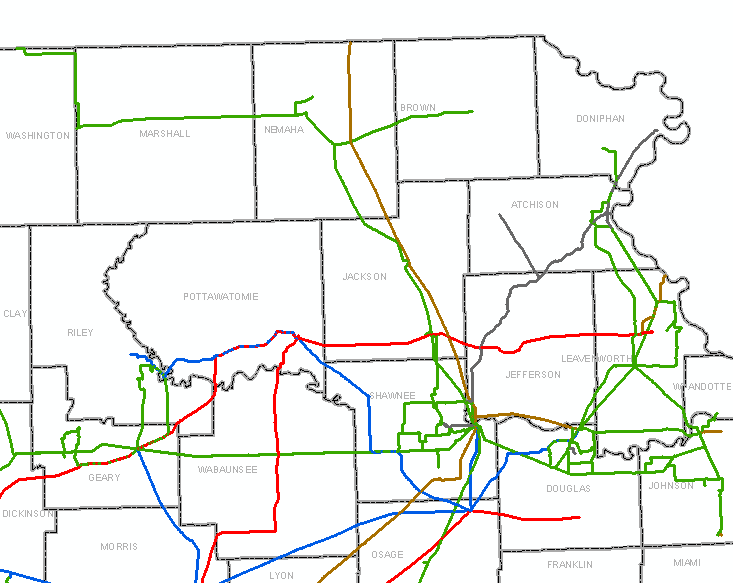 WASHINGTON
MARSHALL
NEMAHA
BROWN
DONIPHAN
ATCHISON
JACKSON
POTTAWATOMIE
CLAY
RILEY
JEFFERSON
LEAVENWORTH
WYANDOTTE
SHAWNEE
WABAUNSEE
GEARY
DICKINSON
MORRIS
DOUGLAS
JOHNSON
OSAGE
FRANKLIN
MIAMI
LYON